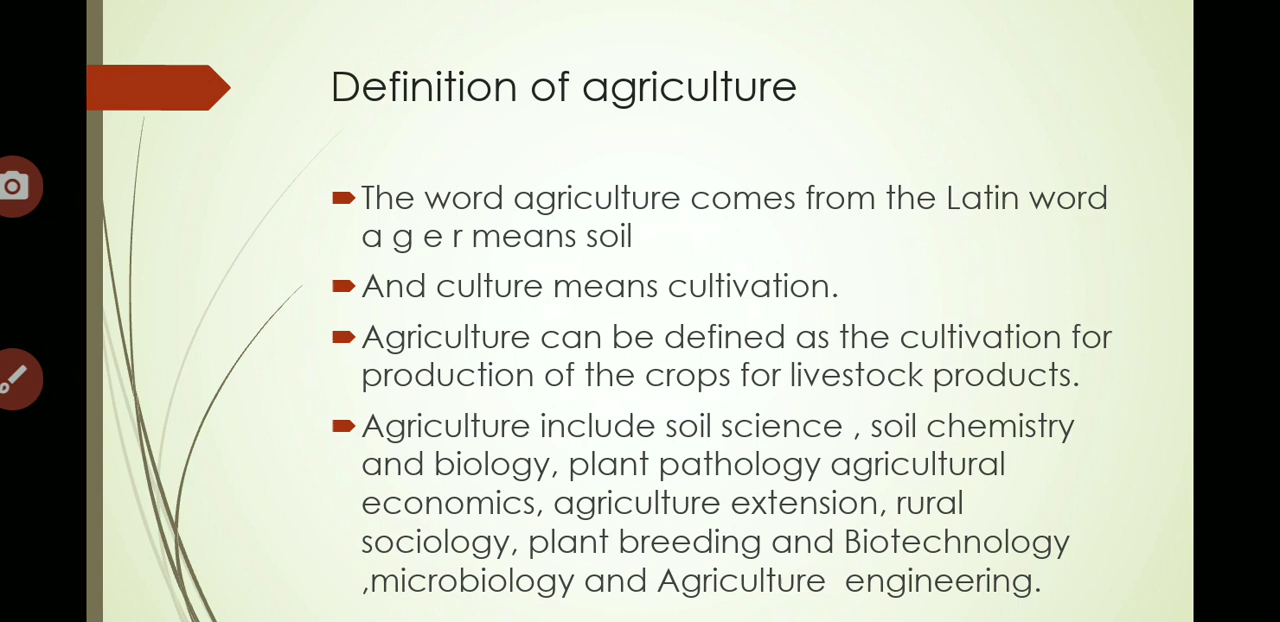 Definition of agriculture
The word agriculture comes from the Latin word
a g e r means soil
And culture means cultivation.
Agriculture can be defined as the cultivation for
production of the crops for livestock products.
Agriculture include soil science , soil chemistry
and biology, plant pathology agricultural
economics, agriculture extension, rural
sociology, plant breeding and Biotechnology
,microbiology and Agriculture  engineering.